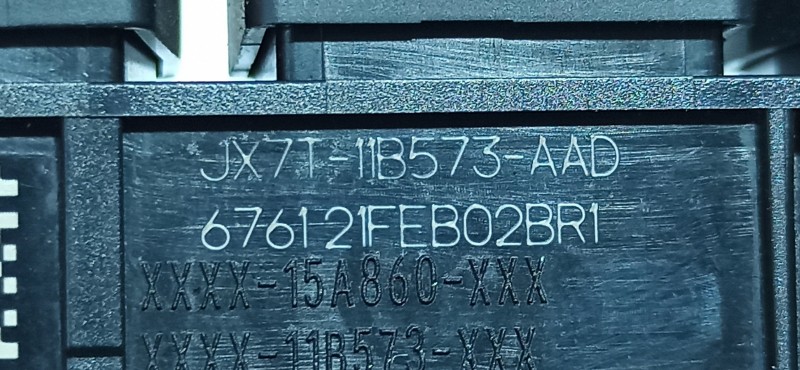 JX7T-11B573-AAD
676121FEB02BR1
XXXX-15A860-XXX
XXXX-11B573-XXX